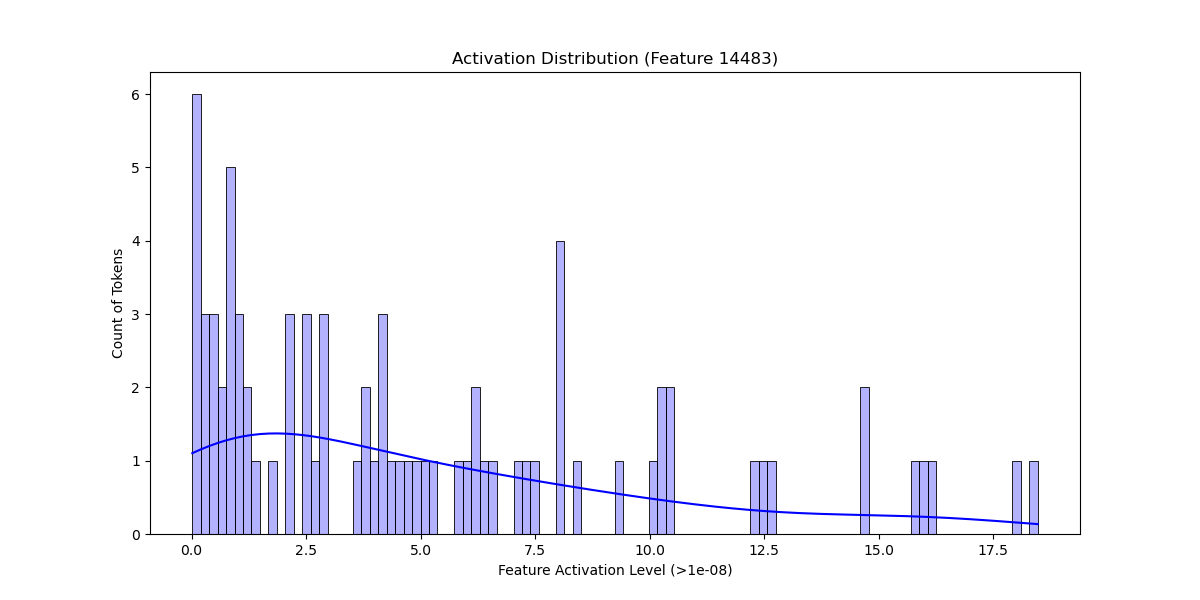 Activation Distribution (Feature 14483)
6
5
4
3
2
1
0
Count of Tokens
0.0 2.5 5.0 7.5 10.0 12.5 15.0 17.5
Feature Activation Level (>1e-08)